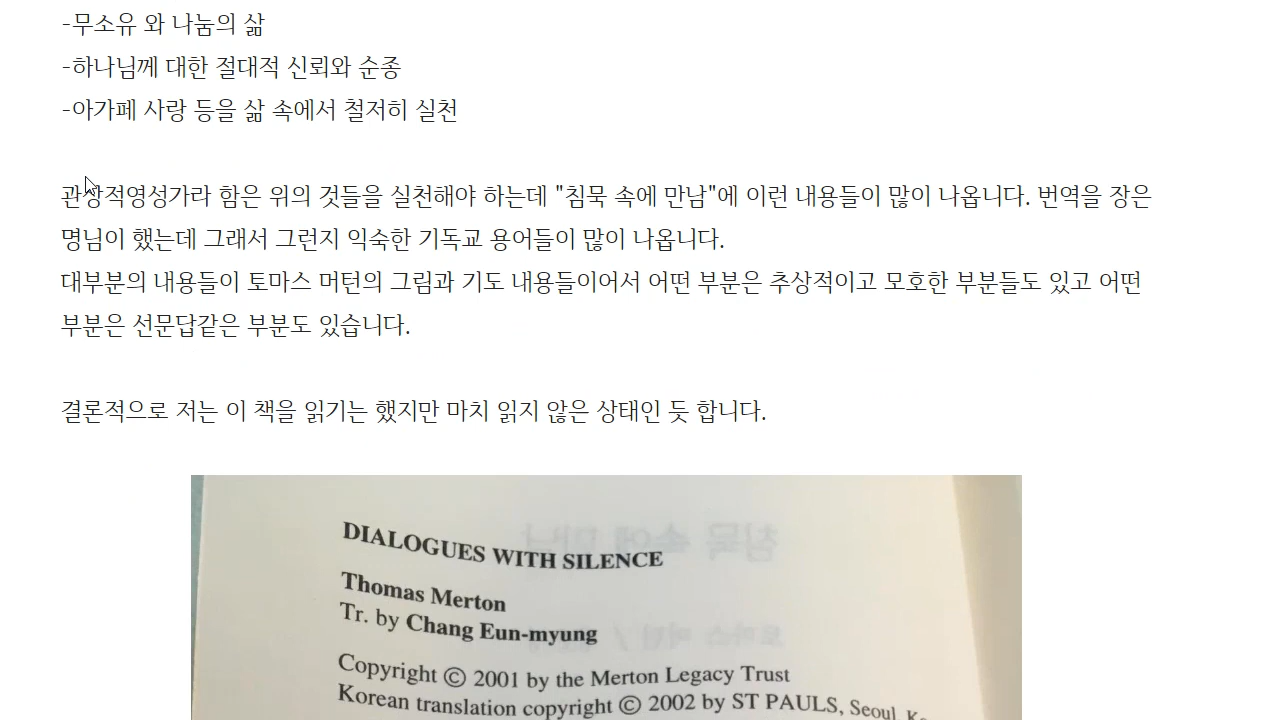 -무소유 와 나눔의 삶
-하나님께 대한 절대적 신뢰와 순종
-아가페 사랑 등을 삶 속에서 철저히 실천
관상적영성가라 함은 위의 것들을 실천해야 하는데 "침묵 속에 만남"에 이런 내용들이 많이 나옵니다. 번역을 장은
명님이 했는데 그래서 그런지 익숙한 기독교 용어들이 많이 나옵니다.
대부분의 내용들이 토마스 머턴의 그림과 기도 내용들이어서 어떤 부분은 추상적이고 모호한 부분들도 있고 어떤
부분은 선문답같은 부분도 있습니다.
결론적으로 저는 이 책을 읽기는 했지만 마치 읽지 않은 상태인 듯 합니다.
DIALOGUES WITH SILENCE
Thomas Merton
Tr. by Chang Eun-myung
Copyright © 2001 by the Merton Legacy Trust
Korean translation copyright © 2002 by ST PAULS, Seoul,